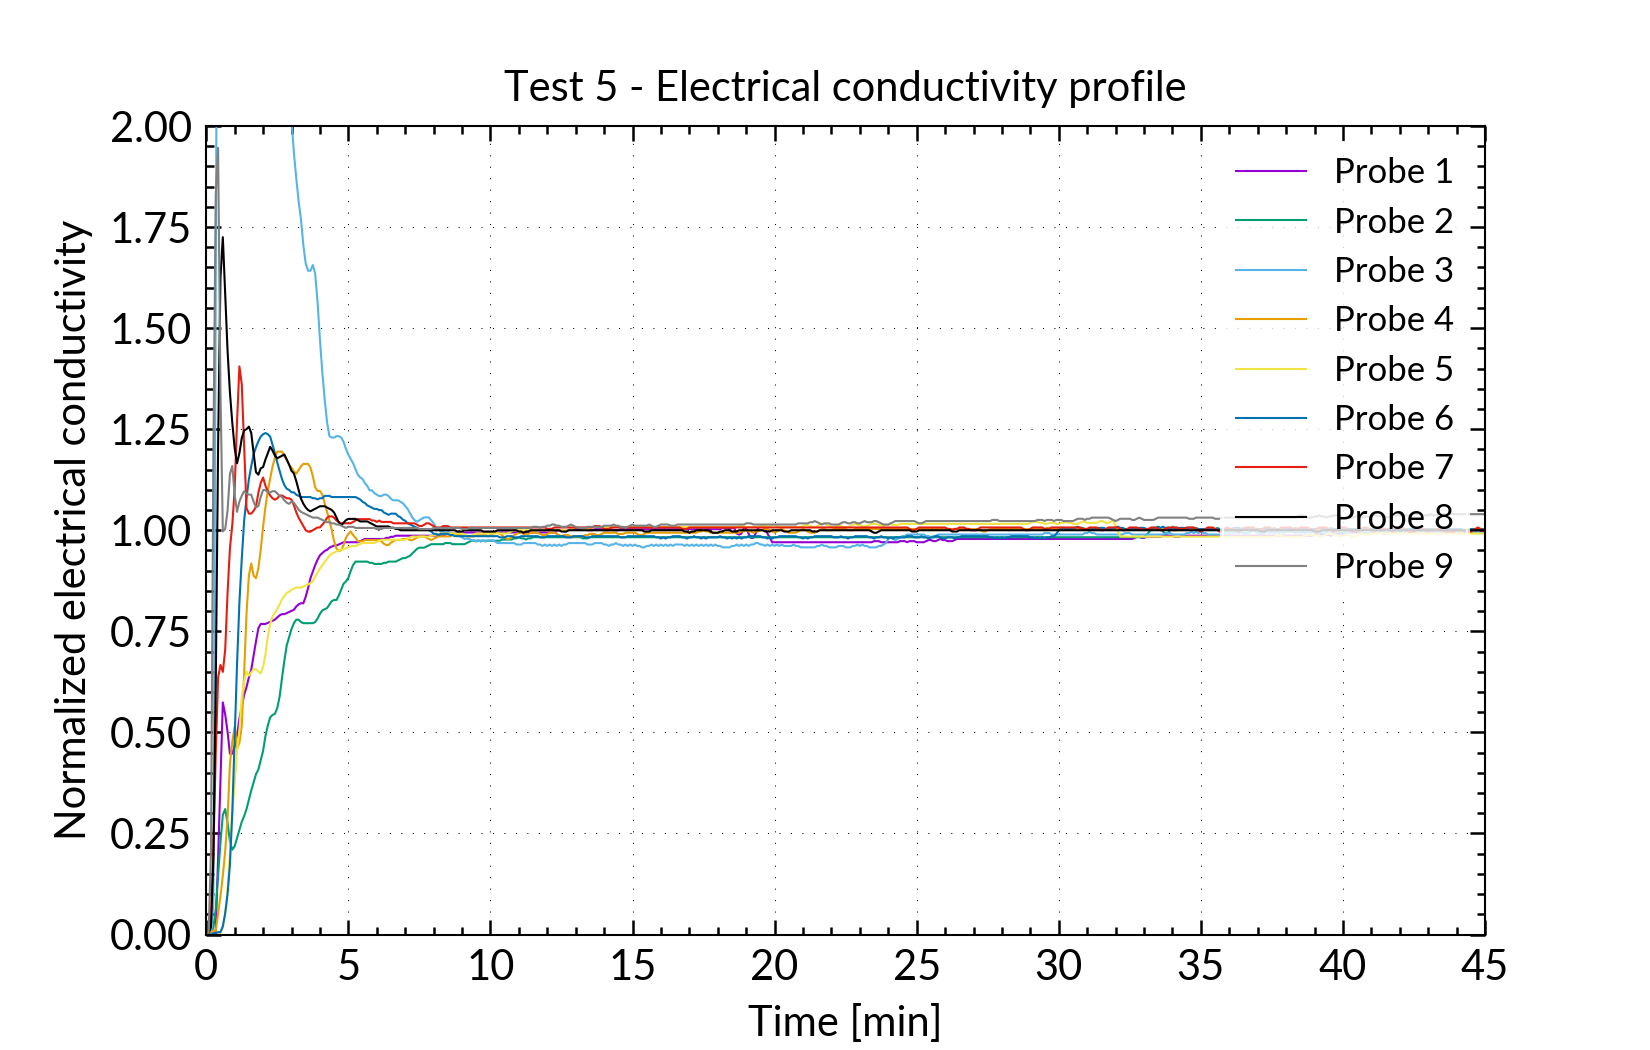 Test 5 - Electrical conductivity profile
Normalized electrical conductivity
2.00
1.75
1.50
1.25
1.00
0.75
0.50
0.25
0.00
Probe 1
Probe 2
Probe 3
Probe 4
Probe 5
Probe 6
Probe 7
Probe 8
Probe 9
0 5 10 15 20 25 30 35 40 45
Time [min]